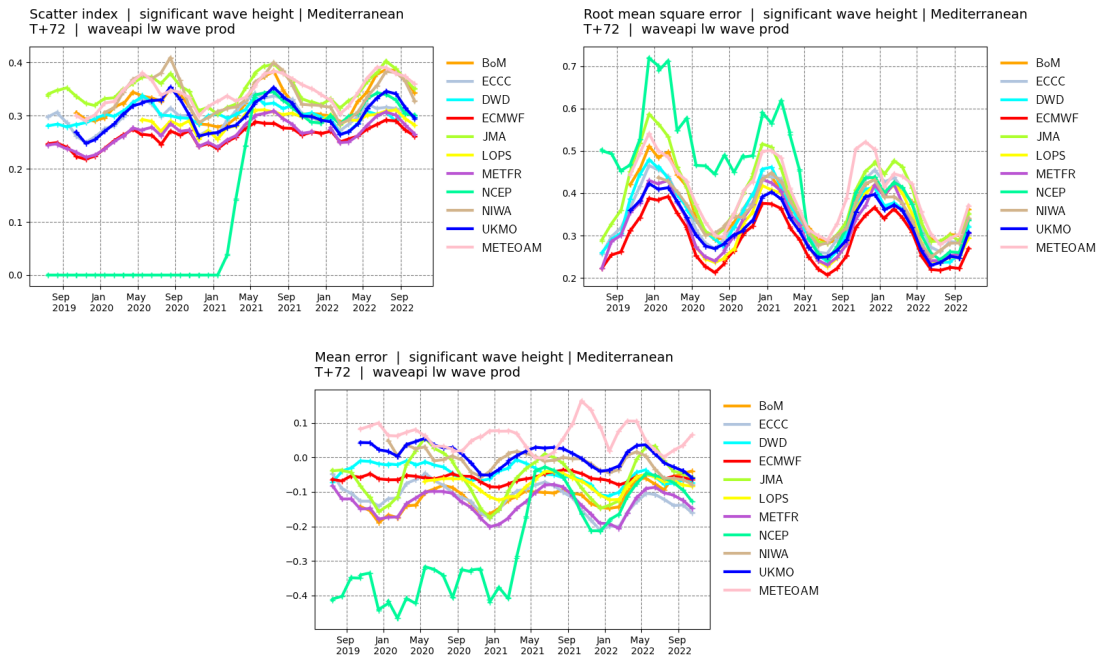 Scatter index  |  significant wave height | Mediterranean
T+72  |  waveapi lw wave prod
0.4
0.3
0.2
0.1
0.0
Sep 2019
Jan 2020
May 2020
Sep 2020
Jan 2021
May 2021
Sep 2021
Jan 2022
May 2022
Sep 2022
BoM
ECCC
DWD
ECMWF
JMA
LOPS
METFR
NCEP
NIWA
UKMO
METEOAM
Root mean square error  |  significant wave height | Mediterranean
T+72  |  waveapi lw wave prod
0.7
0.6
0.5
0.4
0.3
0.2
Sep 2019
Jan 2020
May 2020
Sep 2020
Jan 2021
May 2021
Sep 2021
Jan 2022
May 2022
Sep 2022
BoM
ECCC
DWD
ECMWF
JMA
LOPS
METFR
NCEP
NIWA
UKMO
METEOAM
Mean error  |  significant wave height | Mediterranean
T+72  |  waveapi lw wave prod
0.1
0.0
−0.1
−0.2
−0.3
−0.4
Sep 2019
Jan 2020
May 2020
Sep 2020
Jan 2021
May 2021
Sep 2021
Jan 2022
May 2022
Sep 2022
BoM
ECCC
DWD
ECMWF
JMA
LOPS
METFR
NCEP
NIWA
UKMO
METEOAM